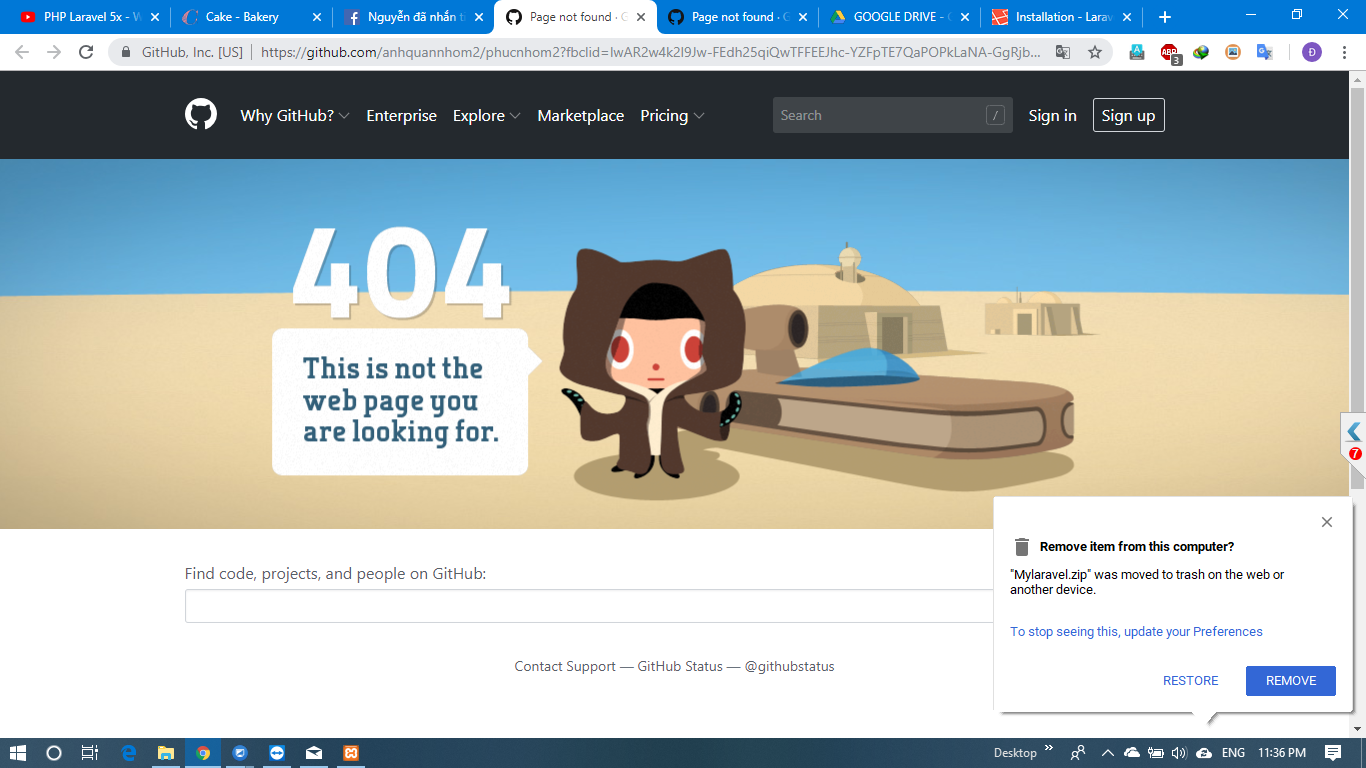 PHP Laravel 5x - W
Cake - Bakery
Nguyễn đã nhắn ti
Page not found · G
Page not found · G
GOOGLE DRIVE - G
Installation - Larav
GitHub, Inc. [US] | https://github.com/anhquannhom2/phucnhom2?fbclid=IwAR2w4k2I9Jw-FEdh25qiQwTFFEEJhc-YZFpTE7QaPOPkLaNA-GgRjb...
ABP
3
Đ
Why GitHub?
Enterprise
Explore
Marketplace
Pricing
Search
/
Sign in
Sign up
404
This is not the
web page you
are looking for.
7
Find code, projects, and people on GitHub:
Contact Support — GitHub Status — @githubstatus
Remove item from this computer?
"Mylaravel.zip" was moved to trash on the web or
another device.
To stop seeing this, update your Preferences
RESTORE
REMOVE
Desktop
ENG
11:36 PM